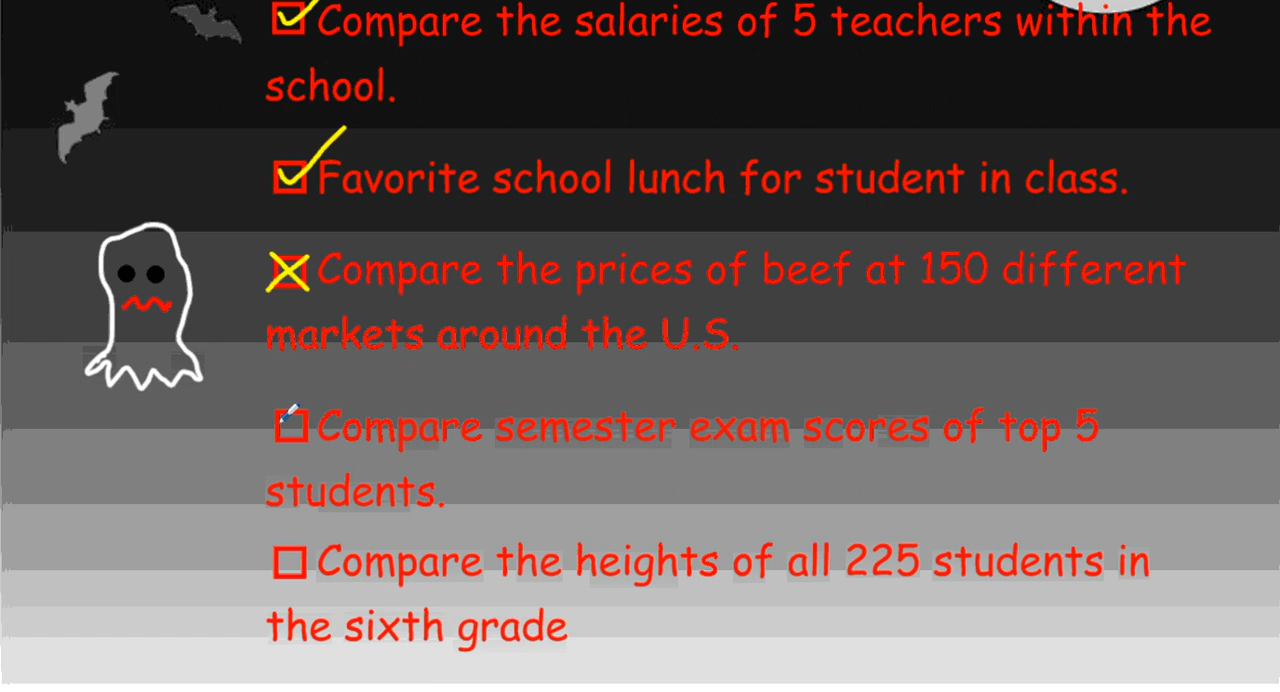 Compare the salaries of 5 teachers within the
school.
Favorite school lunch for student in class.
Compare the prices of beef at 150 different
markets around the U.S.
Compare semester exam scores of top 5
students.
Compare the heights of all 225 students in
the sixth grade